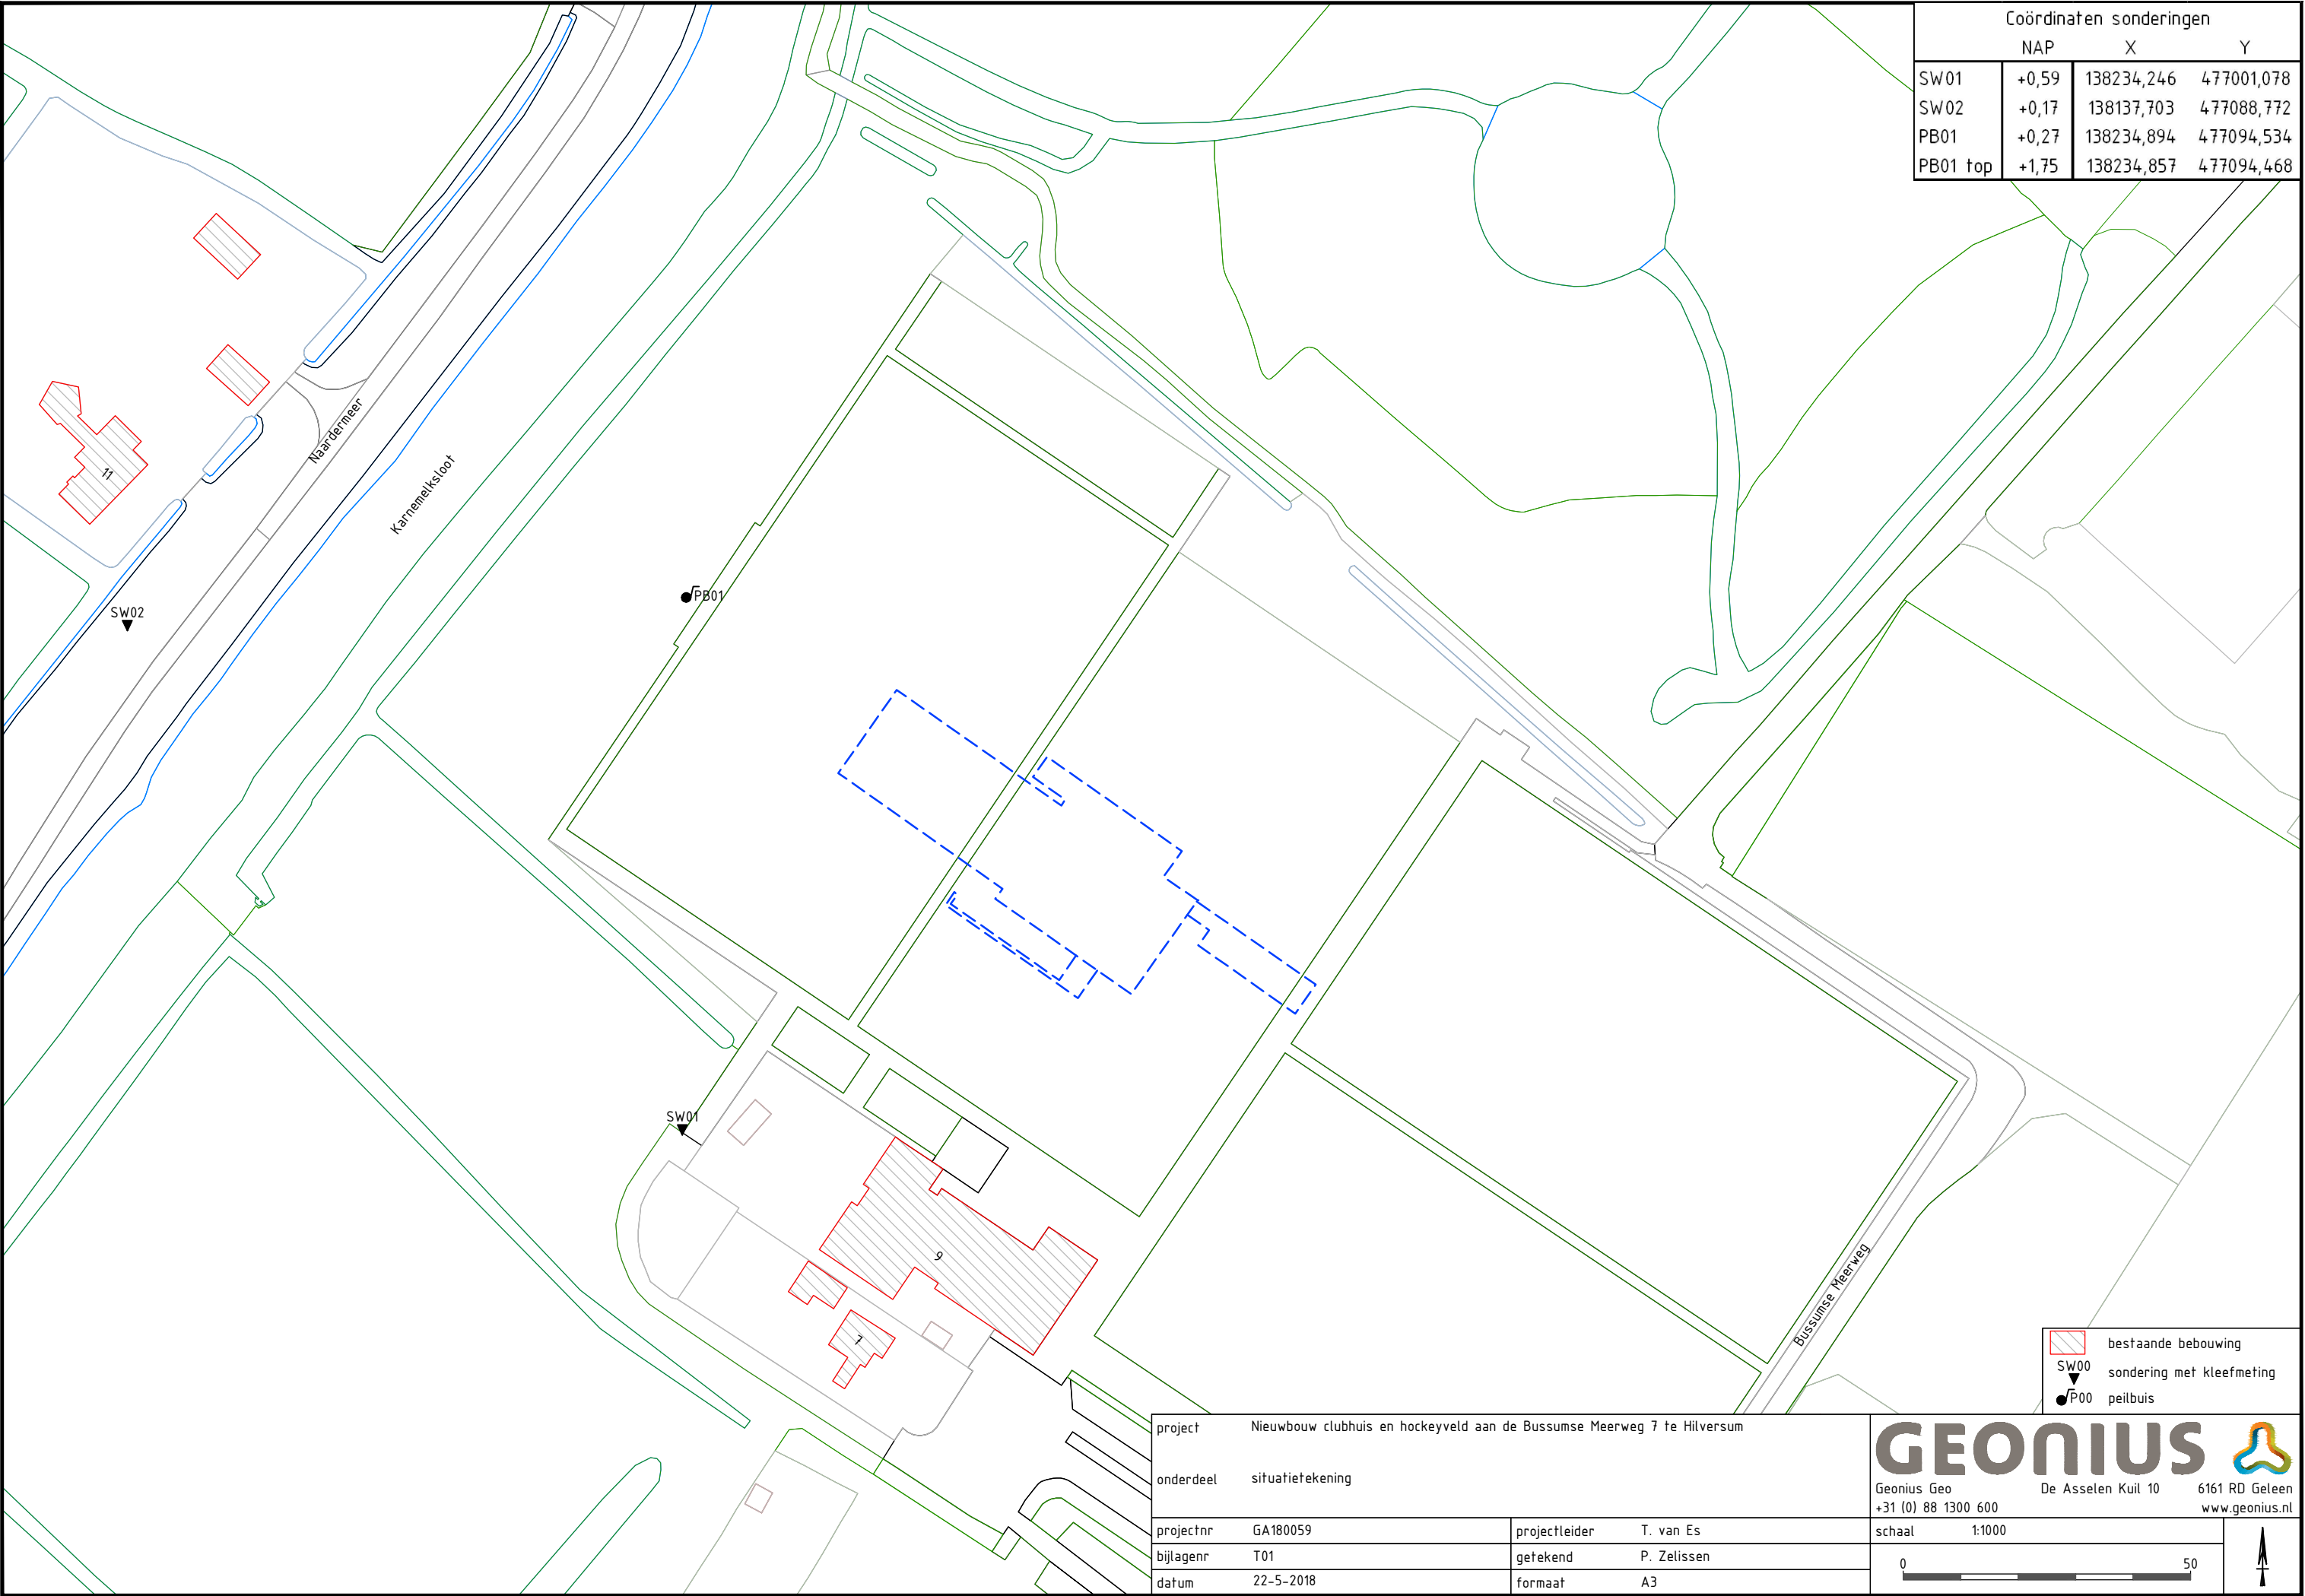 Coördinaten sonderingen
NAP X Y
SW01 +0,59 138234,246 477001,078
SW02 +0,17 138137,703 477088,772
PB01 +0,27 138234,894 477094,534
PB01 top +1,75 138234,857 477094,468
Naardermeer
Karnemelksloot
11
PB01
SW02
SW01
9
7
Bussumse Meerweg
bestaande bebouwing
SW00 sondering met kleefmeting
P00 peilbuis
project Nieuwbouw clubhuis en hockeyveld aan de Bussumse Meerweg 7 te Hilversum
onderdeel situatietekening
GEONIUS
Geonius Geo De Asselen Kuil 10 6161 RD Geleen
+31 (0) 88 1300 600 www.geonius.nl
projectnr GA180059 projectleider T. van Es
schaal 1:1000
bijlagenr T01 getekend P. Zelissen
0 50
datum 22-5-2018 formaat A3